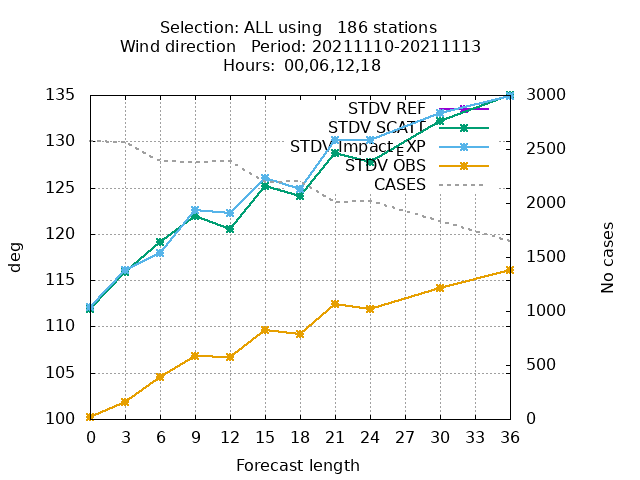 Selection: ALL using   186 stations
Wind direction   Period: 20211110-20211113
Hours: 00,06,12,18
135
130
125
120
115
110
105
100
deg
3000
2500
2000
1500
1000
500
0
No cases
STDV REF
STDV SCATT
STDV Impact_EXP
STDV OBS
CASES
0 3 6 9 12 15 18 21 24 27 30 33 36
Forecast length